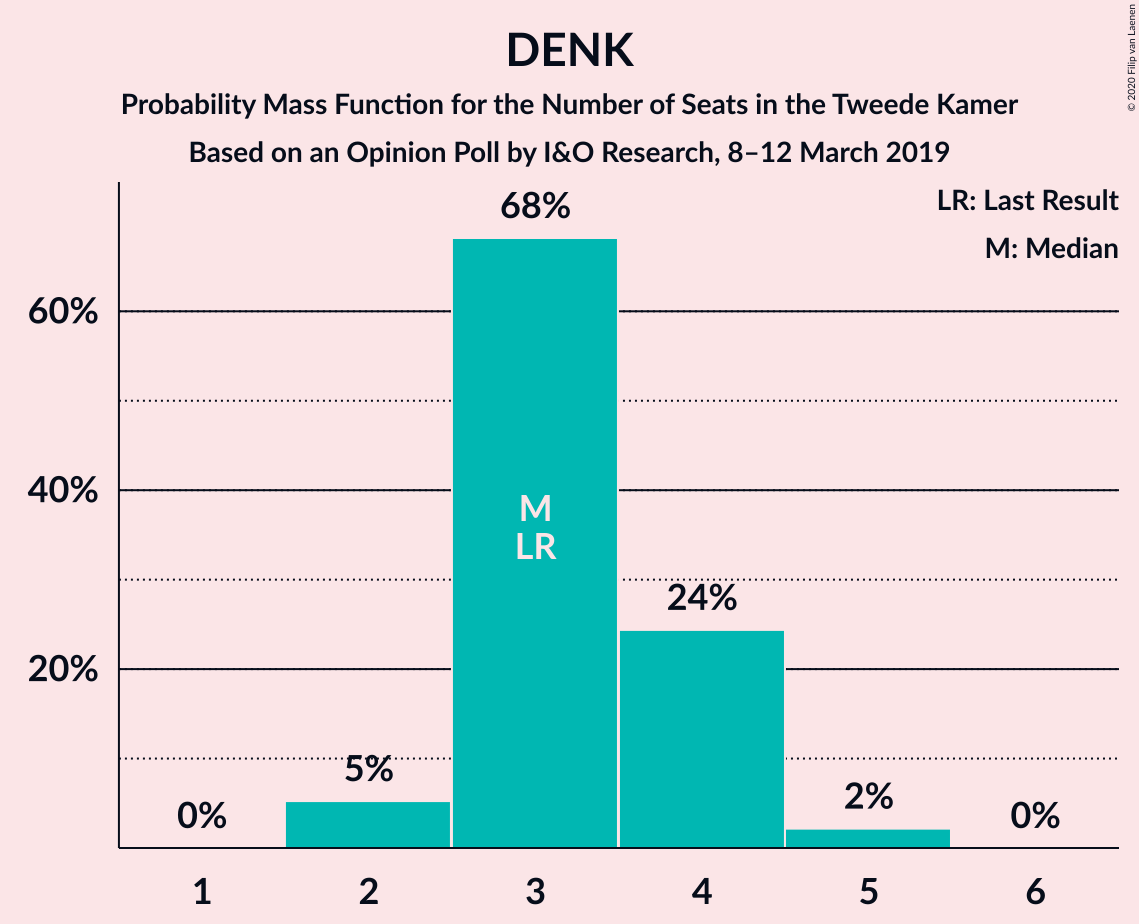 DENK
Probability Mass Function for the Number of Seats in the Tweede Kamer
Based on an Opinion Poll by I&O Research, 8–12 March 2019
© 2020 Filip van Laenen
LR: Last Result
M: Median
68%
60%
40%
M
LR
24%
20%
5%
2%
0%
0%
1 2 3 4 5 6